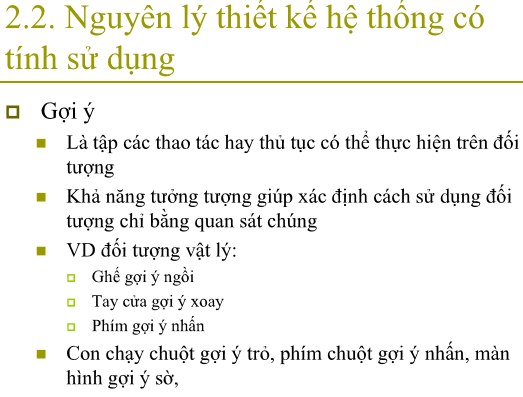 2.2. Nguyên lý thiết kế hệ thống có
tính sử dụng
Gợi ý
Là tập các thao tác hay thủ tục có thể thực hiện trên đối
tượng
Khả năng tưởng tượng giúp xác định cách sử dụng đối
tượng chỉ bằng quan sát chúng
VD đối tượng vật lý:
Ghế gợi ý ngồi
Tay cửa gợi ý xoay
Phím gợi ý nhấn
Con chạy chuột gợi ý trỏ, phím chuột gợi ý nhấn, màn
hình gợi ý sờ,